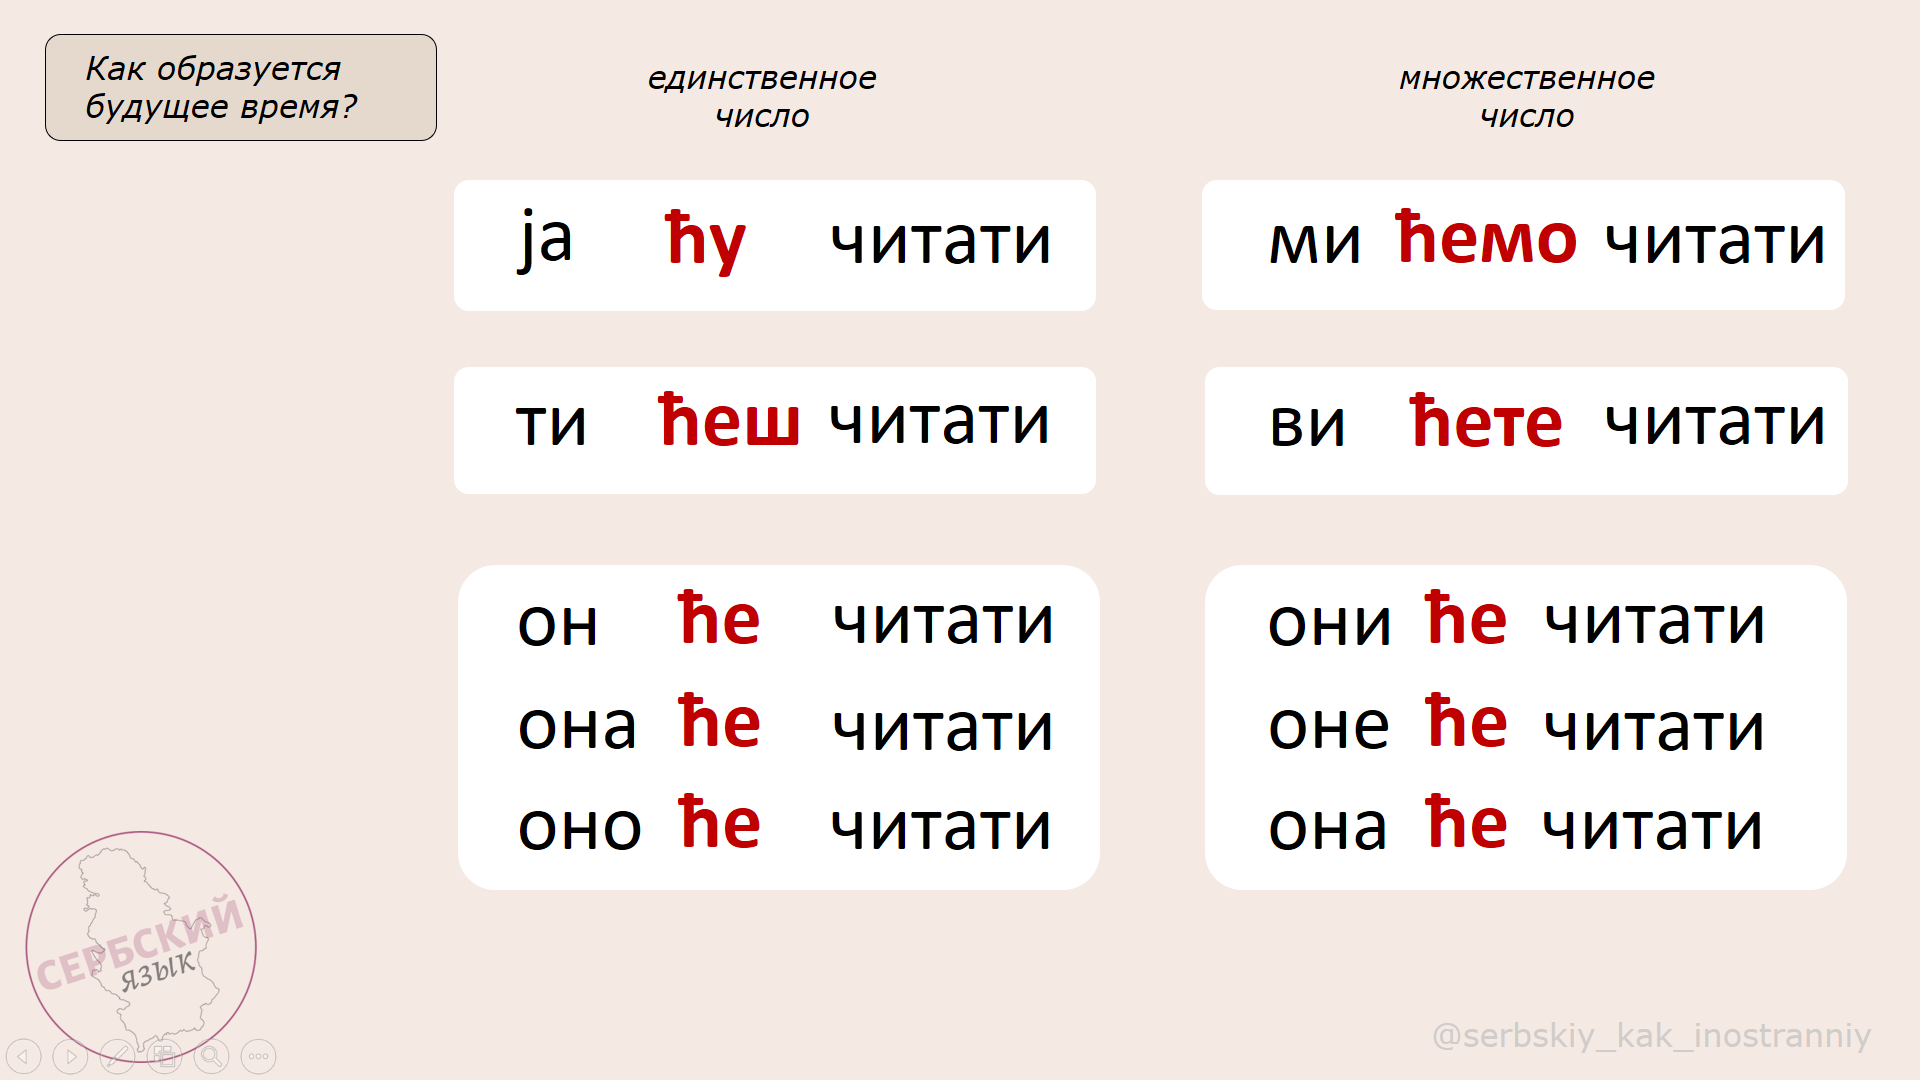 Как образуется
будущее время?
единственное
число
множественное
число
ја ћу читати
ми ћемо читати
ти ћеш читати
ви ћете читати
он ће читати
она ће читати
оно ће читати
они ће читати
оне ће читати
она ће читати
СЕРБСКИЙ
язык
@serbskiy_kak_inostranniy